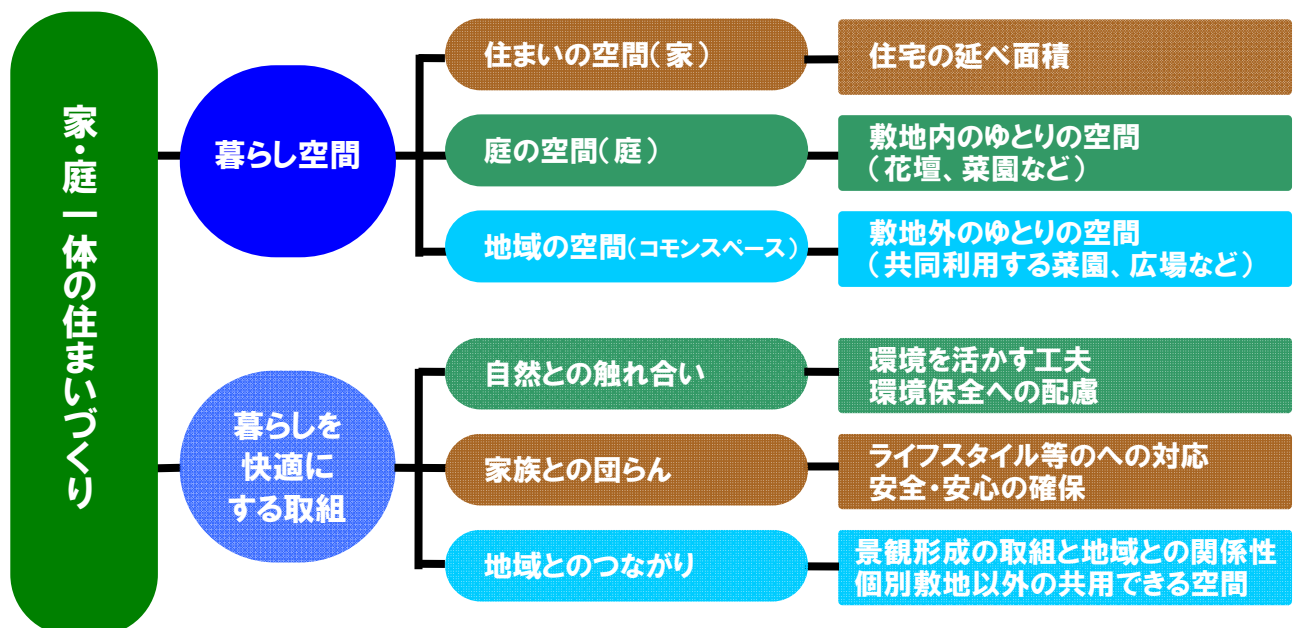 家・庭一体の住まいづくり
暮らし空間
住まいの空間(家)
住宅の延べ面積
庭の空間(庭)
敷地内のゆとりの空間
(花壇、菜園など)
地域の空間(コモンスペース)
敷地外のゆとりの空間
(共同利用する菜園、広場など)
暮らしを
快適に
する取組
自然との触れ合い
環境を活かす工夫
環境保全への配慮
家族との団らん
ライフスタイル等のへの対応
安全・安心の確保
地域とのつながり
景観形成の取組と地域との関係性
個別敷地以外の共用できる空間